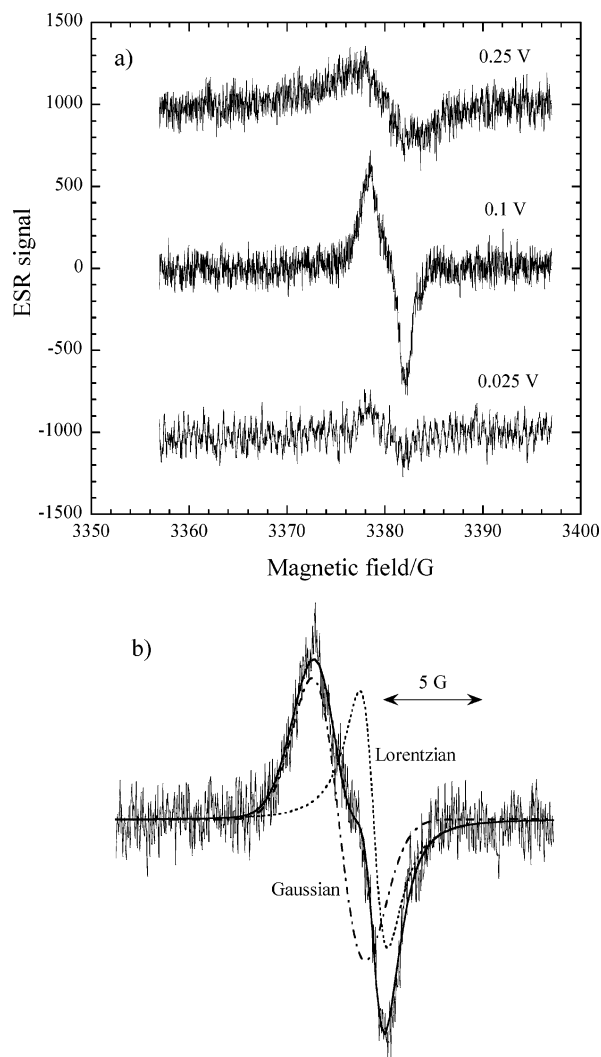 1500
a)
0.25 V
1000
500
0.1 V
ESR signal
0
-500
0.025 V
-1000
-1500
3350
3360
3370
3380
3390
3400
Magnetic field/G
b)
5 G
Lorentzian
Gaussian